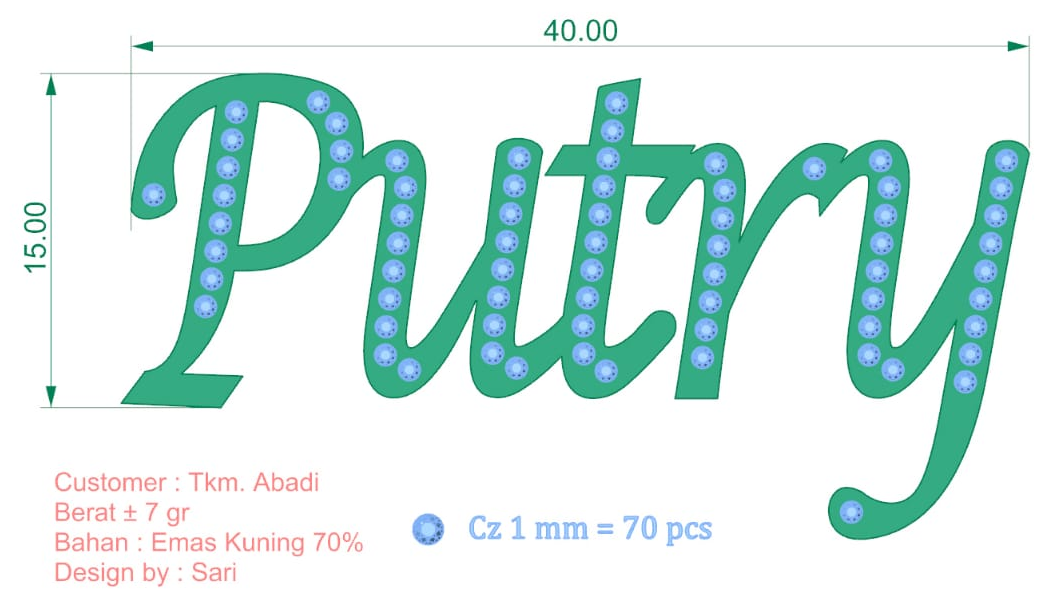 40.00
15.00
Putry
Customer : Tkm. Abadi
Berat ± 7 gr
Bahan : Emas Kuning 70%
Design by : Sari
Cz 1 mm = 70 pcs